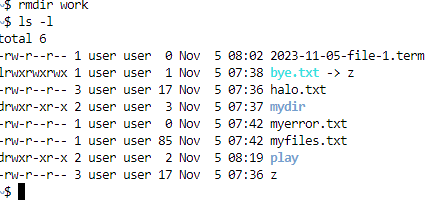 ~$ rmdir work
~$ ls -l
total 6
-rw-r--r-- 1 user user  0 Nov  5 08:02 2023-11-05-file-1.term
lrwxrwxrwx 1 user user  1 Nov  5 07:38 bye.txt -> z
-rw-r--r-- 3 user user 17 Nov  5 07:36 halo.txt
drwxr-xr-x 2 user user  3 Nov  5 07:37 mydir
-rw-r--r-- 1 user user  0 Nov  5 07:42 myerror.txt
-rw-r--r-- 1 user user 85 Nov  5 07:42 myfiles.txt
drwxr-xr-x 2 user user  2 Nov  5 08:19 play
-rw-r--r-- 3 user user 17 Nov  5 07:36 z
~$